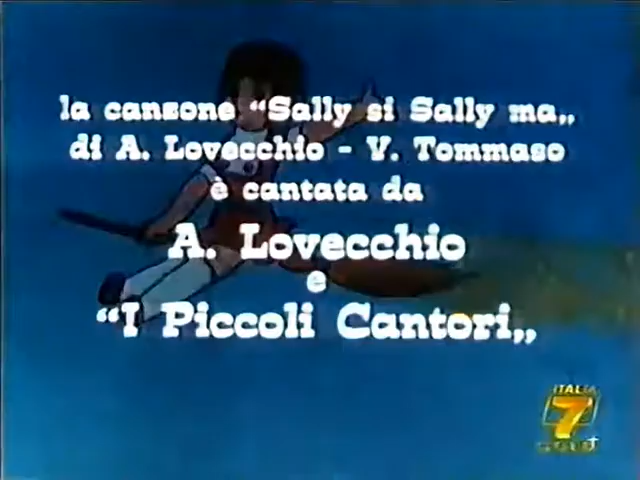 la canzone “Sally si Sally ma„
di A. Lovecchio - V. Tommaso
è cantata da
A. Lovecchio
e
“I Piccoli Cantori„
ITALIA
7